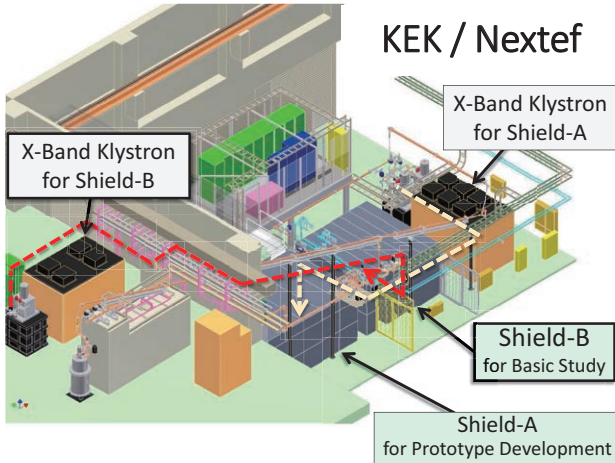 KEK / Nextef
X-Band Klystron
for Shield-A
X-Band Klystron
for Shield-B
Shield-B
for Basic Study
Shield-A
for Prototype Development